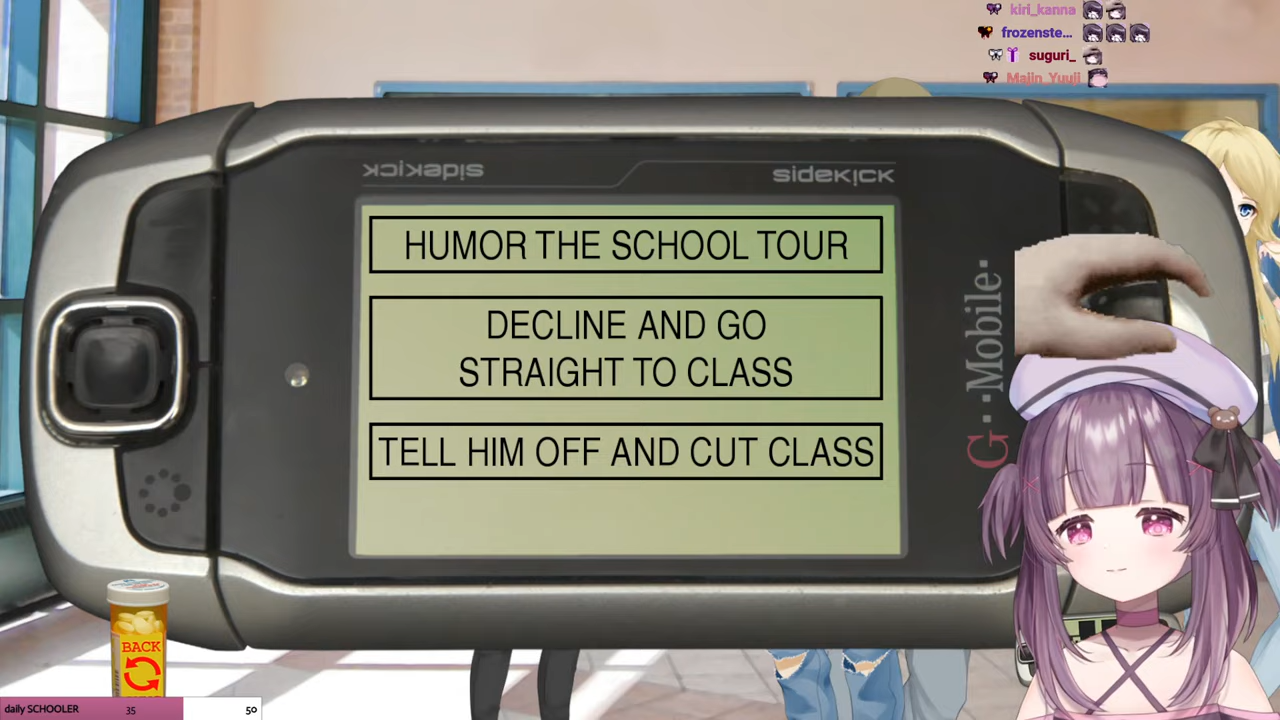 kiri_kanna
frozenste...
suguri_
Majin_Yuuji
sidekick sidekick
HUMOR THE SCHOOL TOUR
DECLINE AND GO
STRAIGHT TO CLASS
TELL HIM OFF AND CUT CLASS
G··Mobile·
BACK
daily SCHOOLER 35 50